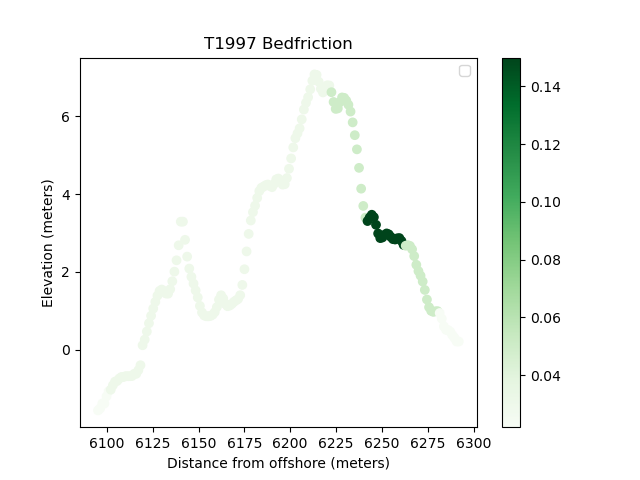 T1997 Bedfriction
Elevation (meters)
6
4
2
0
6100 6125 6150 6175 6200 6225 6250 6275 6300
Distance from offshore (meters)
0.14
0.12
0.10
0.08
0.06
0.04